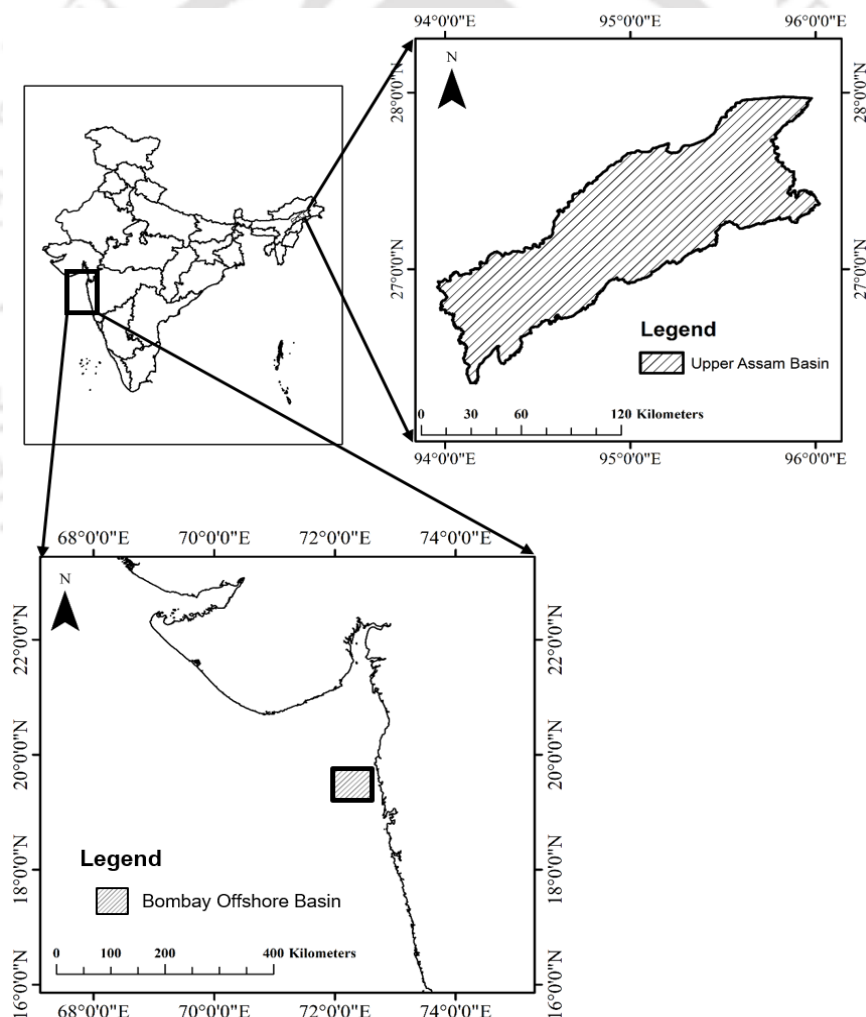 94°0'0"E 95°0'0"E 96°0'0"E
N
28°0'0"N
28°0'0"N
27°0'0"N
27°0'0"N
Legend
Upper Assam Basin
0 30 60 120 Kilometers
94°0'0"E 95°0'0"E 96°0'0"E
68°0'0"E 70°0'0"E 72°0'0"E 74°0'0"E
N
22°0'0"N
22°0'0"N
20°0'0"N
20°0'0"N
18°0'0"N
18°0'0"N
16°0'0"N
16°0'0"N
Legend
Bombay Offshore Basin
0 100 200 400 Kilometers
68°0'0"E 70°0'0"E 72°0'0"E 74°0'0"E